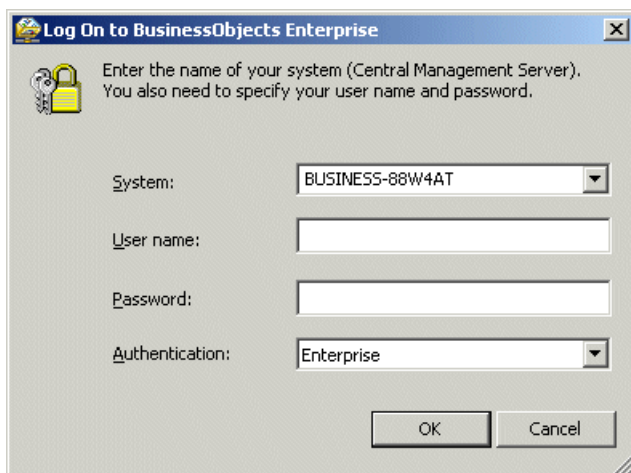 Log On to BusinessObjects Enterprise
Enter the name of your system (Central Management Server).
You also need to specify your user name and password.
System: BUSINESS-88W4AT
User name:
Password:
Authentication: Enterprise
OK Cancel